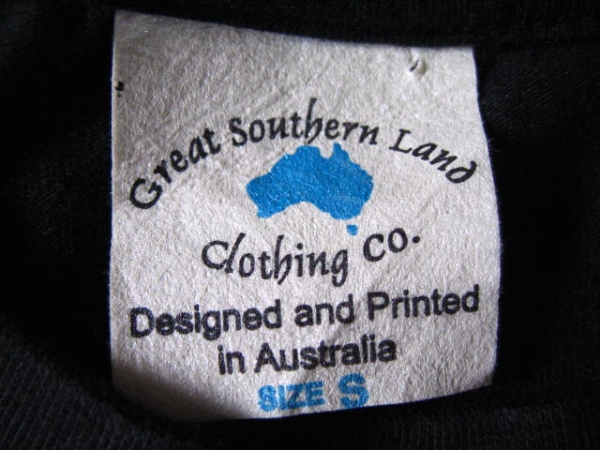 Great Southern Land
Clothing Co.
Designed and Printed
in Australia
SIZE S